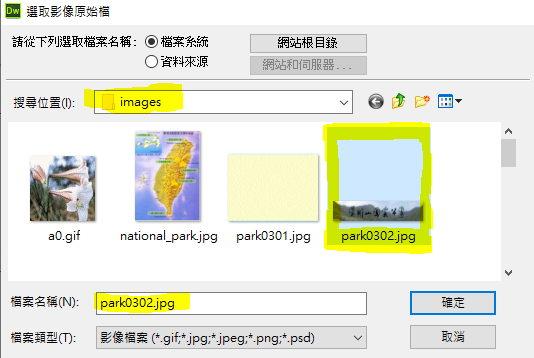 Dw 選取影像原始檔
請從下列選取檔案名稱: 檔案系統 網站根目錄
資料來源 網站和伺服器...
搜尋位置(I): images
a0.gif national_park.jpg park0301.jpg park0302.jpg
檔案名稱(N): park0302.jpg 確定
檔案類型(T): 影像檔案 (*.gif;*.jpg;*.jpeg;*.png;*.psd) 取消